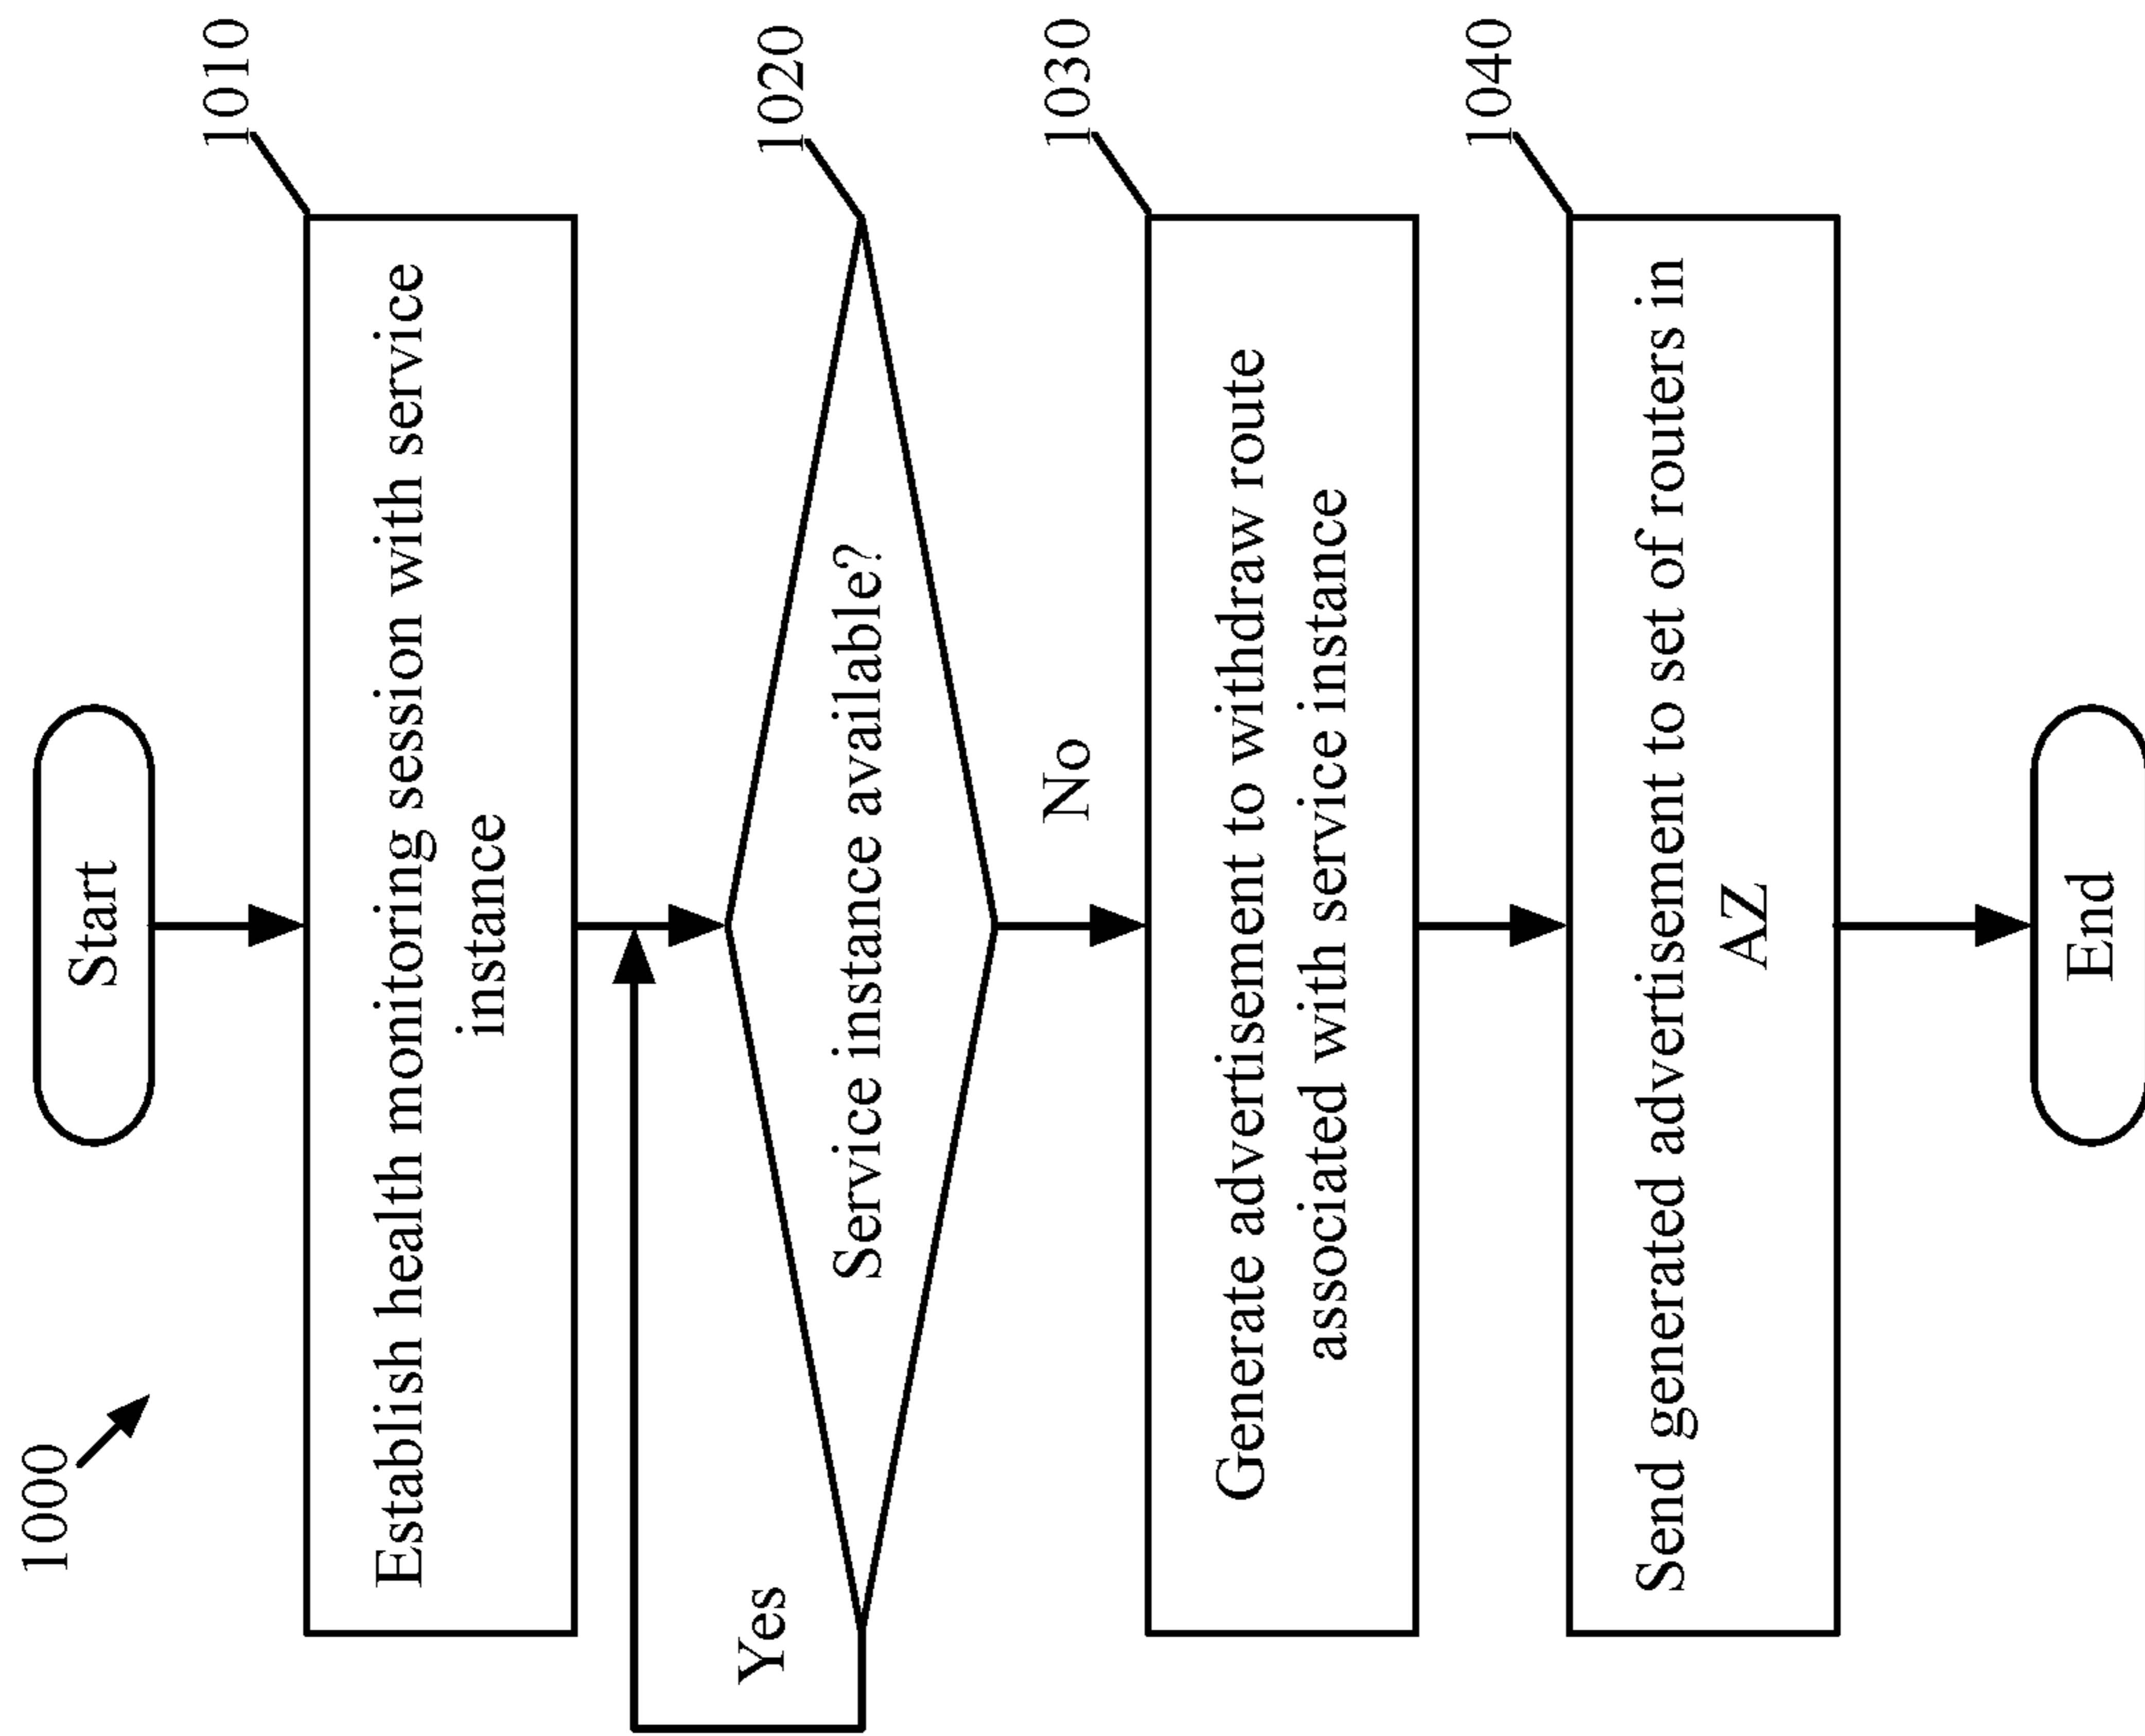 1000
Start
1010
Establish health monitoring session with service
instance
1020
Service instance available?
Yes
No
1030
Generate advertisement to withdraw route
associated with service instance
1040
Send generated advertisement to set of routers in
AZ
End